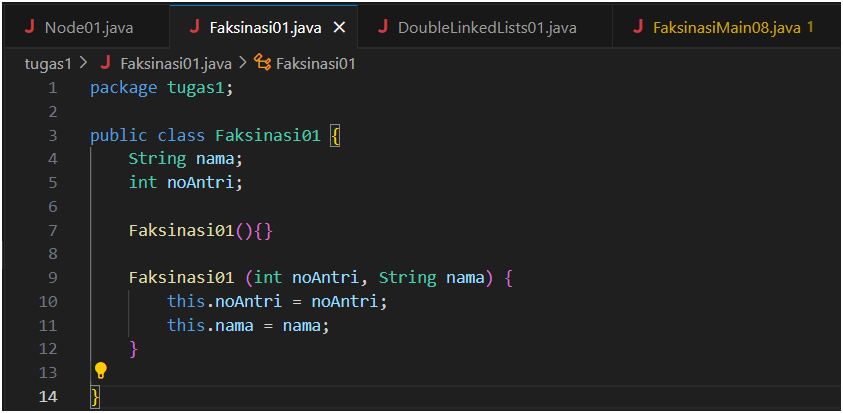 J Node01.java J Faksinasi01.java × J DoubleLinkedLists01.java J FaksinasiMain08.java 1
tugas1 > J Faksinasi01.java > Faksinasi01
1 package tugas1;
2
3 public class Faksinasi01 {
4 String nama;
5 int noAntri;
6
7 Faksinasi01(){}
8
9 Faksinasi01 (int noAntri, String nama) {
10 this.noAntri = noAntri;
11 this.nama = nama;
12 }
13
14 }